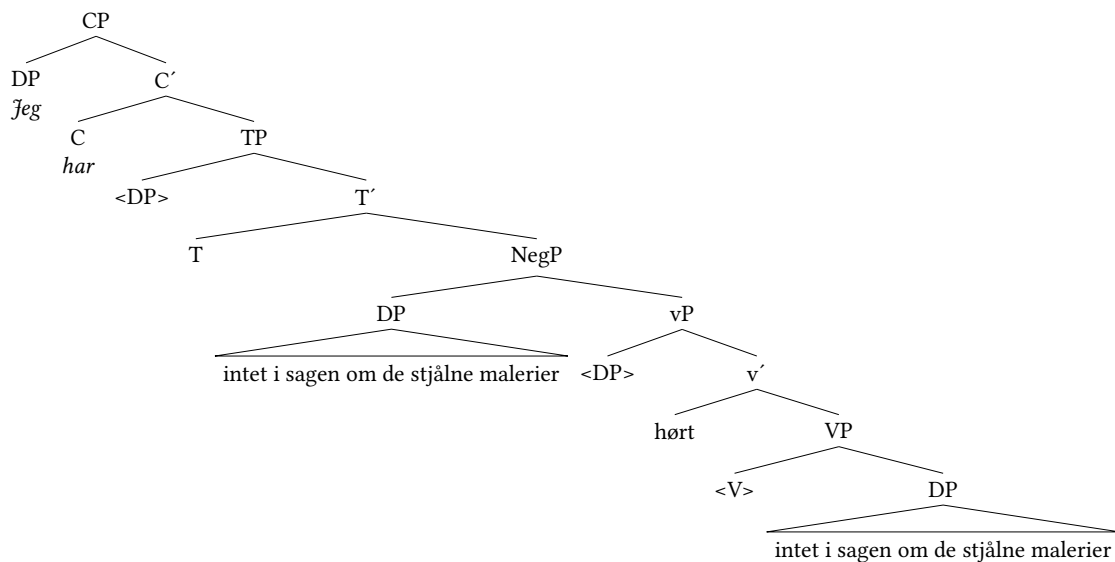 CP
DP
Jeg
C´
C
har
TP
<DP>
T´
T
NegP
DP
intet i sagen om de stjålne malerier
vP
<DP>
v´
hørt
VP
<V>
DP
intet i sagen om de stjålne malerier